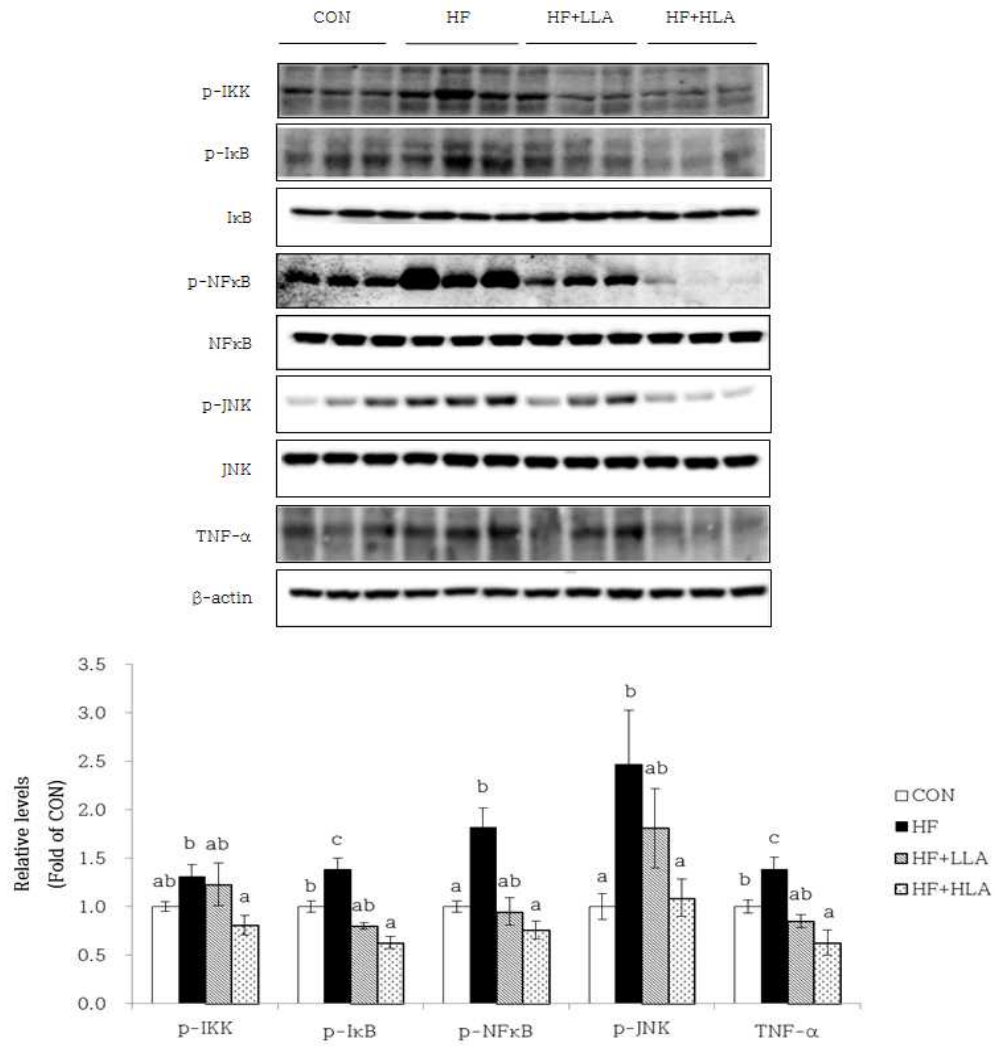 CON HF HF+LLA HF+HLA
p-IKK
p-IκB
IκB
p-NFκB
NFκB
p-JNK
JNK
TNF-α
β-actin
Relative levels
(Fold of CON)
3.5
3.0
2.5
2.0
1.5
1.0
0.5
0.0
ab b ab a
b c ab a
a b ab a
a b ab a
b c ab a
p-IKK p-IκB p-NFκB p-JNK TNF-α
CON
HF
HF+LLA
HF+HLA